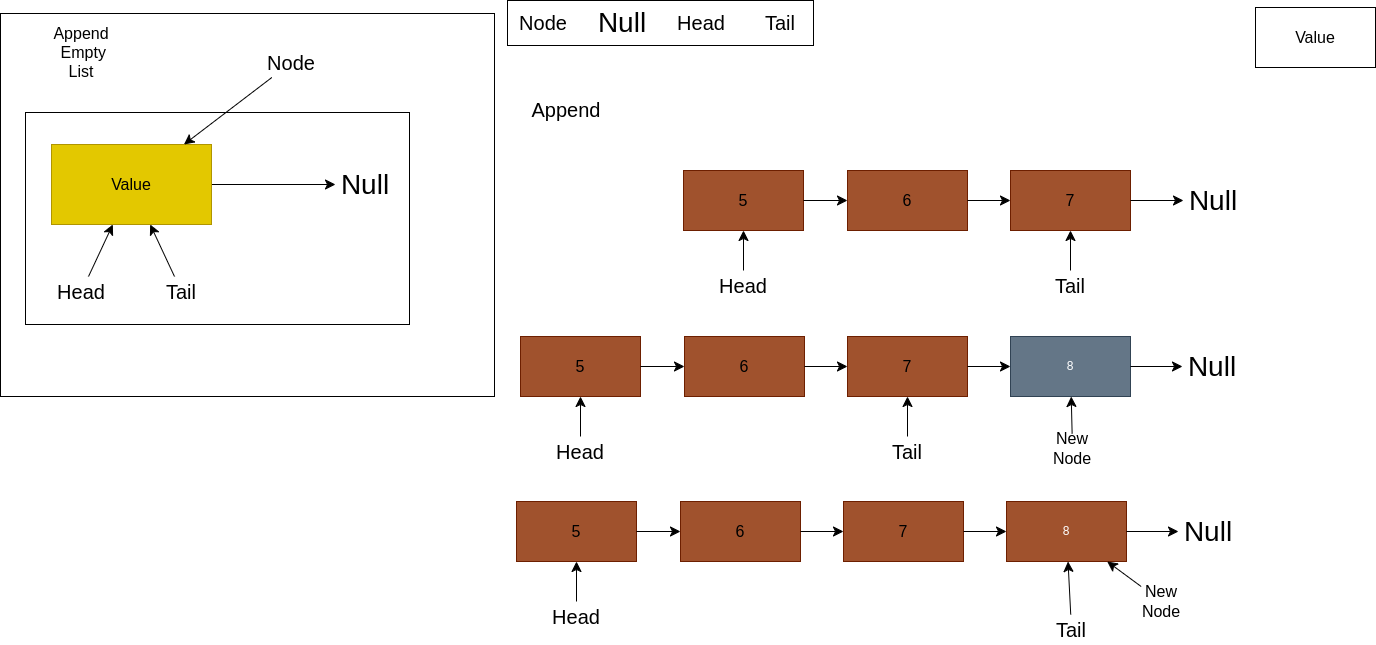 Append
Empty
List
Node
Value
Null
Head Tail
Node Null Head Tail
Value
Append
5 6 7 Null
Head Tail
5 6 7 8 Null
Head Tail New
Node
5 6 7 8 Null
Head Tail New
Node